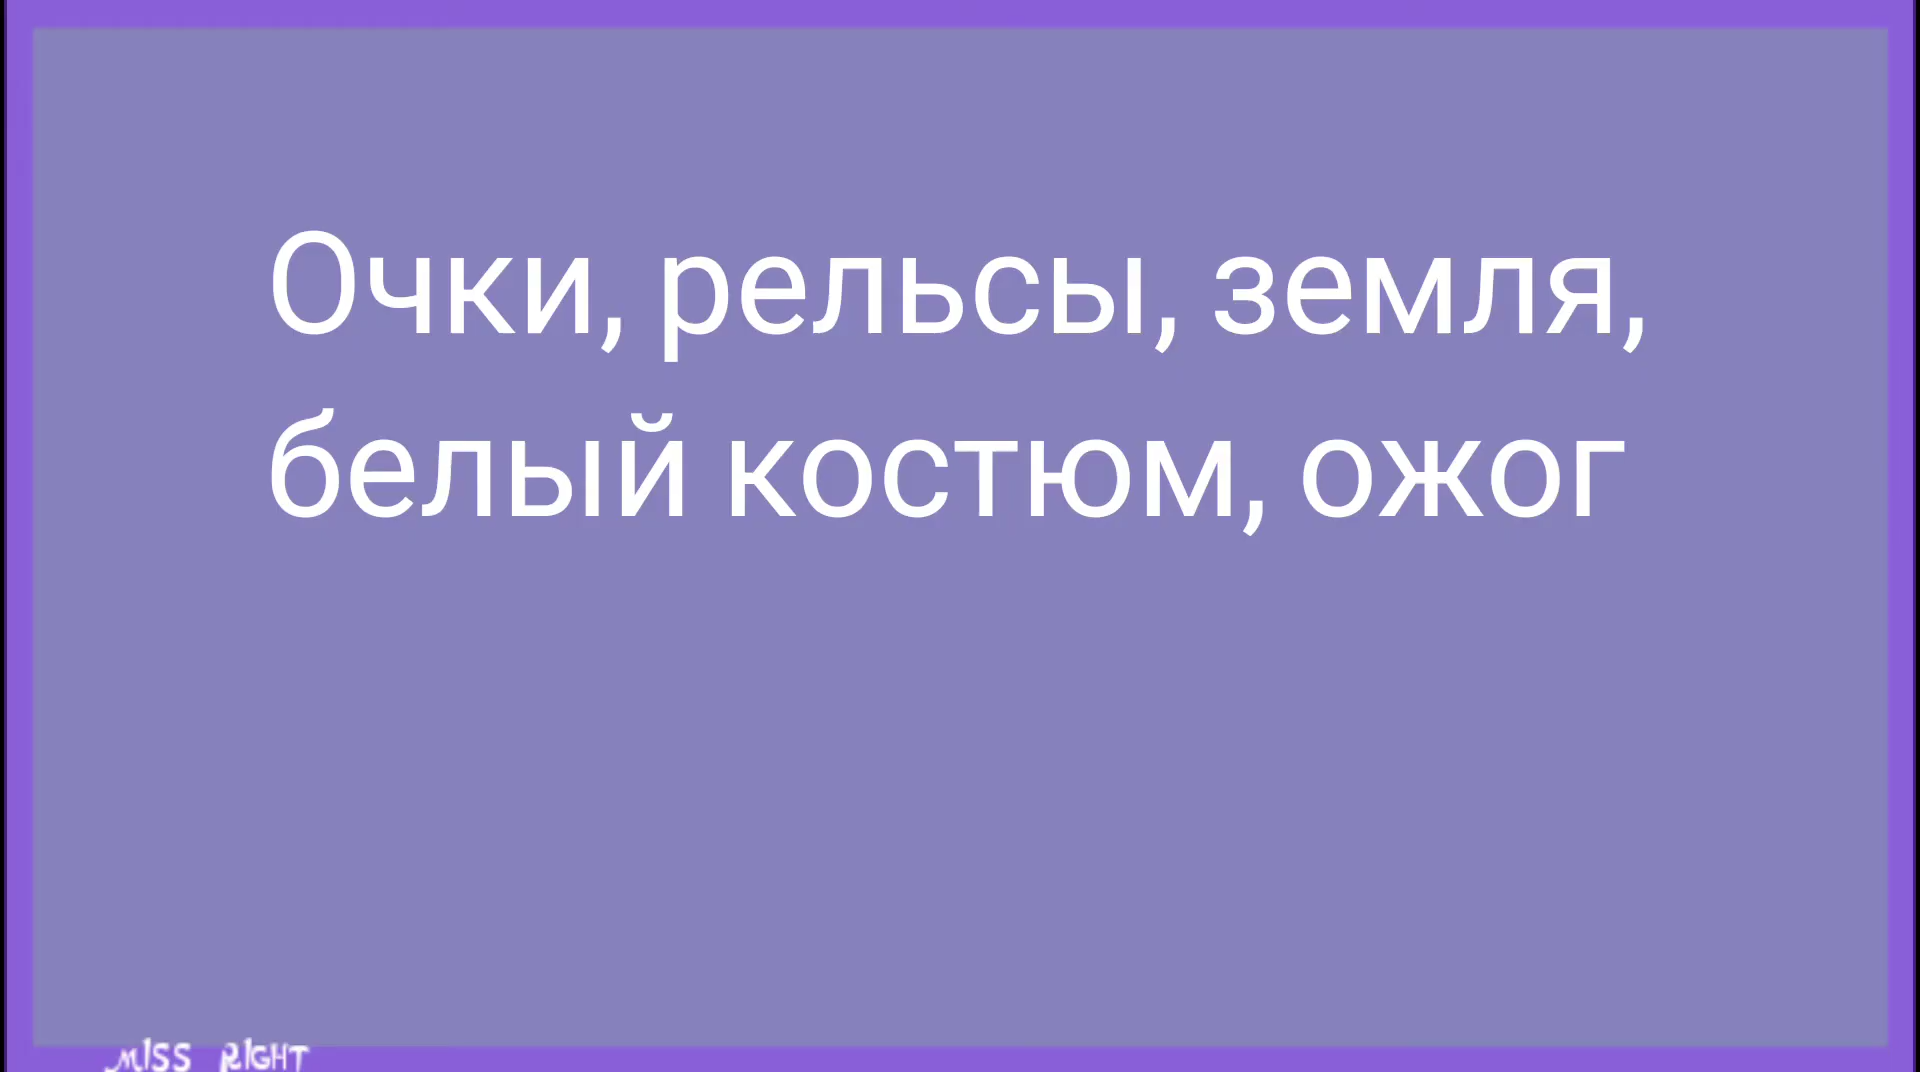 Очки, рельсы, земля,
белый костюм, ожог
MISS RIGHT